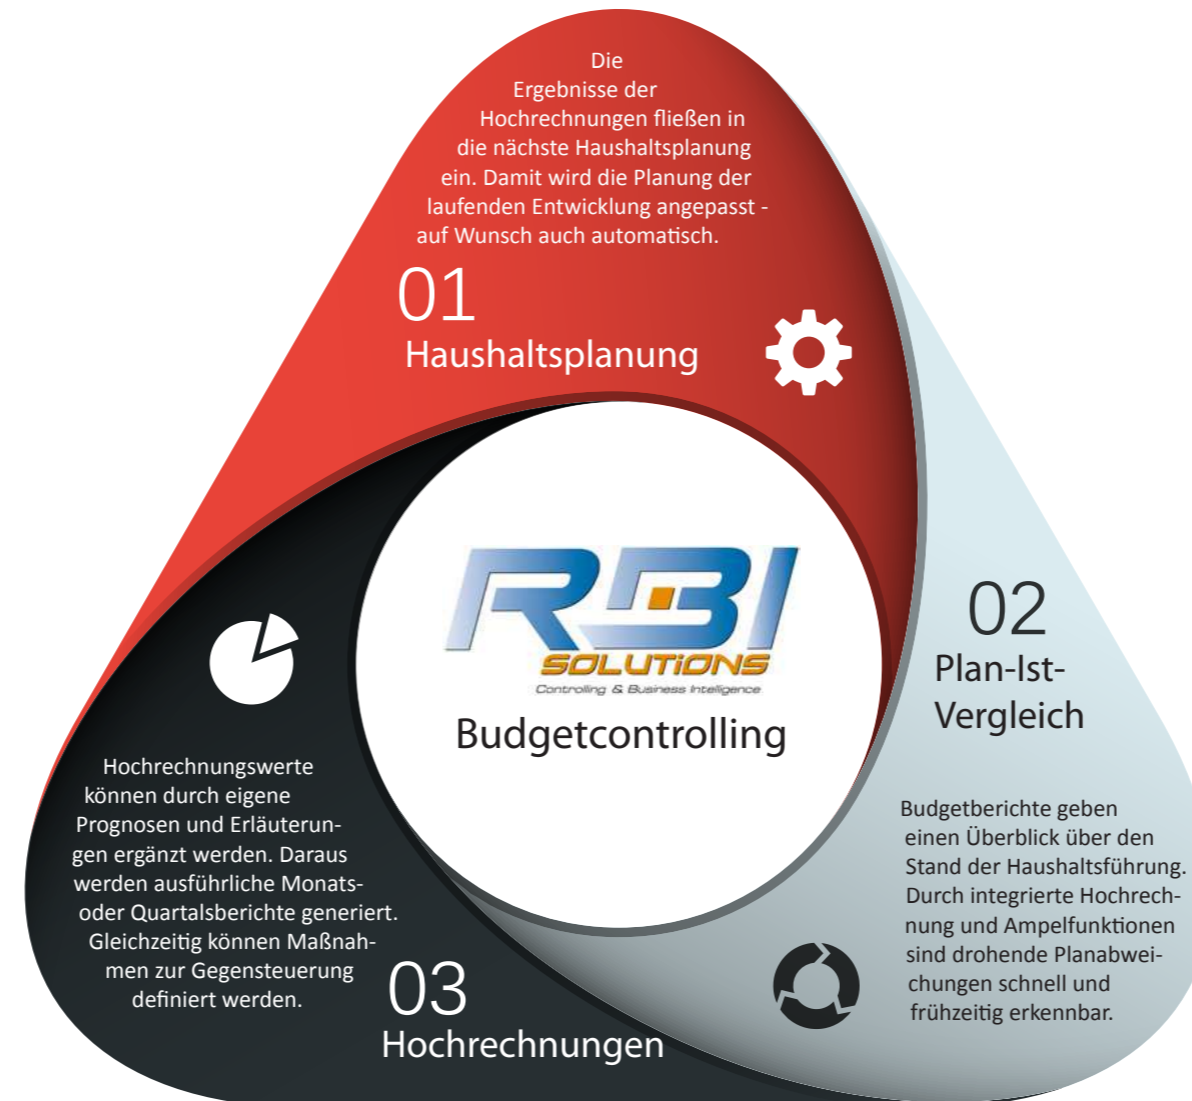 Die
Ergebnisse der
Hochrechnungen fließen in
die nächste Haushaltsplanung
ein. Damit wird die Planung der
laufenden Entwicklung angepasst -
auf Wunsch auch automatisch.
01
Haushaltsplanung
RBI
SOLUTiONS
Controlling & Business Intelligence
Budgetcontrolling
02
Plan-Ist-
Vergleich
Budgetberichte geben
einen Überblick über den
Stand der Haushaltsführung.
Durch integrierte Hochrech-
nung und Ampelfunktionen
sind drohende Planabwei-
chungen schnell und
frühzeitig erkennbar.
Hochrechnungswerte
können durch eigene
Prognosen und Erläuterun-
gen ergänzt werden. Daraus
werden ausführliche Monats-
oder Quartalsberichte generiert.
Gleichzeitig können Maßnah-
men zur Gegensteuerung
definiert werden.
03
Hochrechnungen